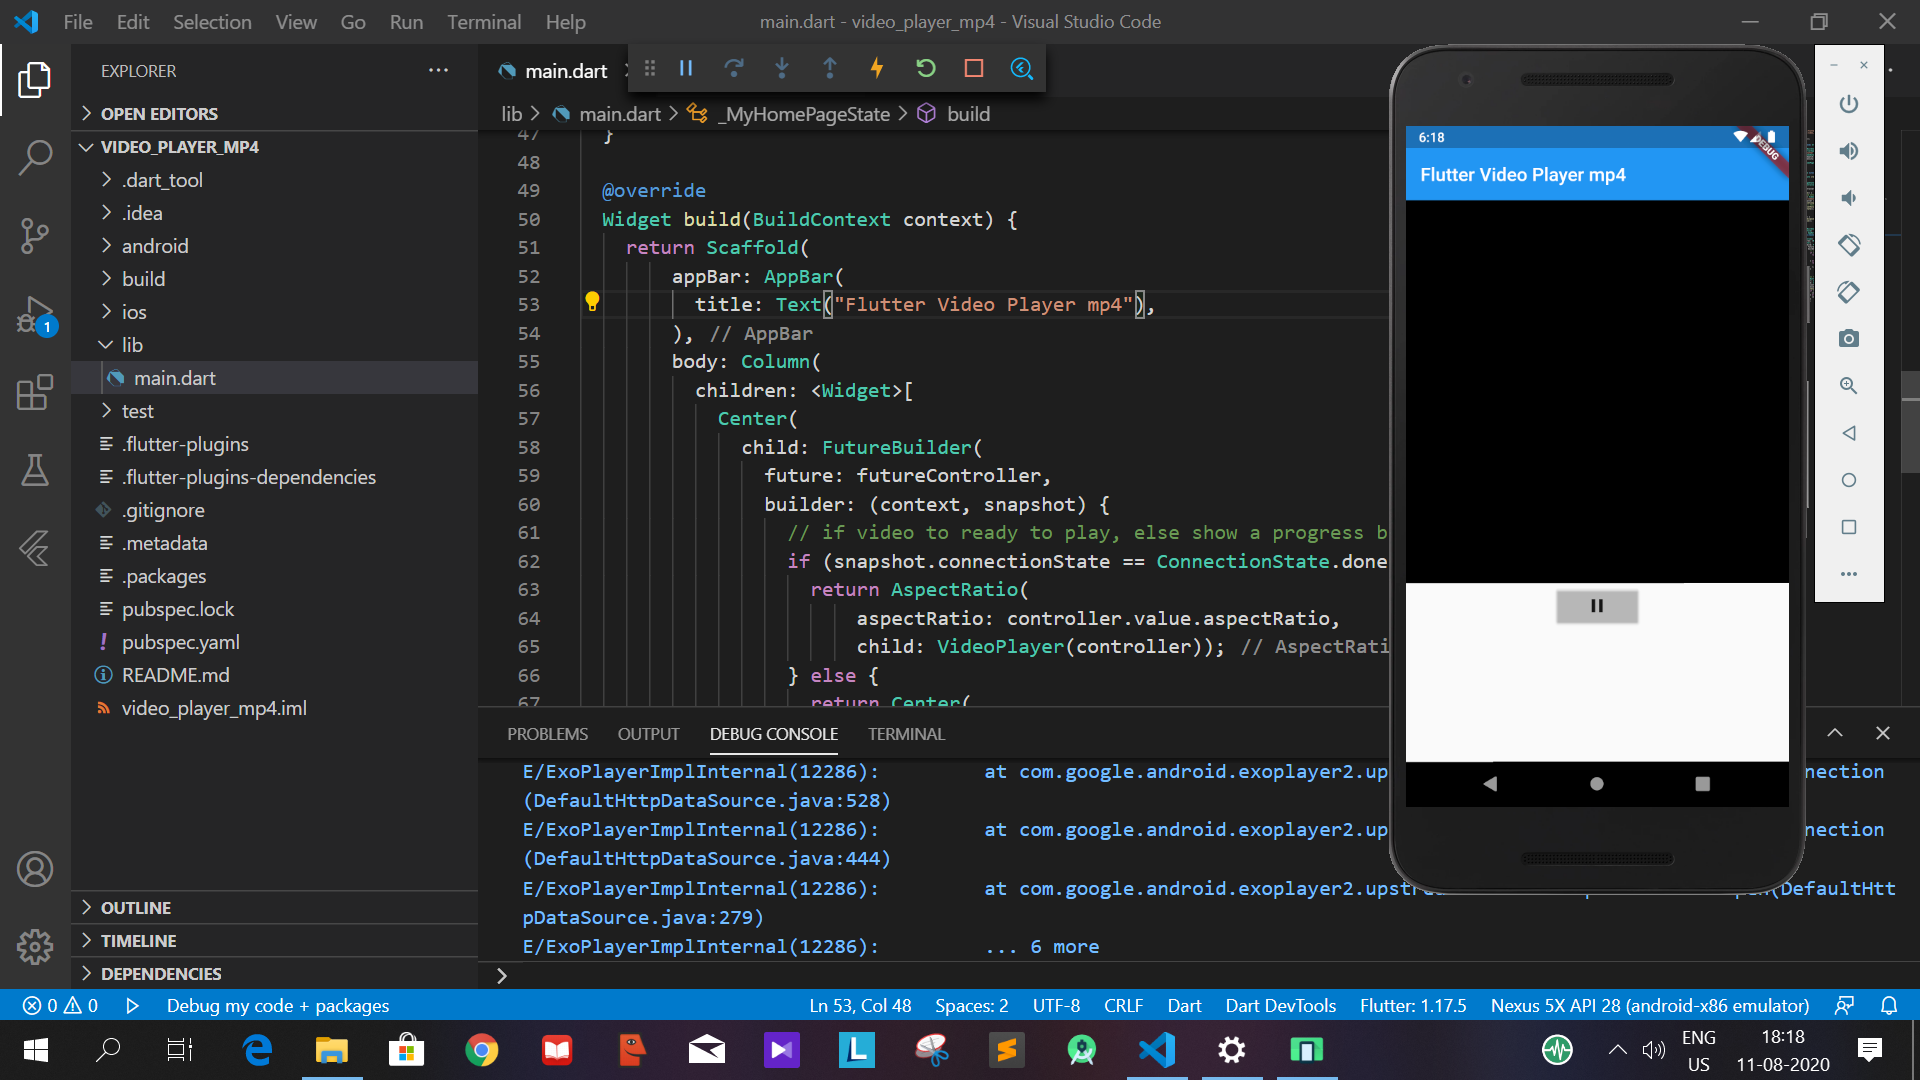 File Edit Selection View Go Run Terminal Help
main.dart - video_player_mp4 - Visual Studio Code
EXPLORER
OPEN EDITORS
VIDEO_PLAYER_MP4
.dart_tool
.idea
android
build
ios
lib
main.dart
test
.flutter-plugins
.flutter-plugins-dependencies
.gitignore
.metadata
.packages
pubspec.lock
pubspec.yaml
README.md
video_player_mp4.iml
OUTLINE
TIMELINE
DEPENDENCIES
1
main.dart
lib > main.dart > _MyHomePageState > build
47 }
48
49 @override
50 Widget build(BuildContext context) {
51 return Scaffold(
52 appBar: AppBar(
53 title: Text("Flutter Video Player mp4"),
54 ), // AppBar
55 body: Column(
56 children: <Widget>[
57 Center(
58 child: FutureBuilder(
59 future: futureController,
60 builder: (context, snapshot) {
61 // if video to ready to play, else show a progress b
62 if (snapshot.connectionState == ConnectionState.done
63 return AspectRatio(
64 aspectRatio: controller.value.aspectRatio,
65 child: VideoPlayer(controller)); // AspectRati
66 } else {
67 return Center(
PROBLEMS OUTPUT DEBUG CONSOLE TERMINAL
E/ExoPlayerImplInternal(12286): at com.google.android.exoplayer2.up nection
(DefaultHttpDataSource.java:528)
E/ExoPlayerImplInternal(12286): at com.google.android.exoplayer2.up nection
(DefaultHttpDataSource.java:444)
E/ExoPlayerImplInternal(12286): at com.google.android.exoplayer2.upstr (DefaultHtt
pDataSource.java:279)
E/ExoPlayerImplInternal(12286): ... 6 more
6:18
DEBUG
Flutter Video Player mp4
0 0 Debug my code + packages
Ln 53, Col 48 Spaces: 2 UTF-8 CRLF Dart Dart DevTools Flutter: 1.17.5 Nexus 5X API 28 (android-x86 emulator)
L
ENG
US
18:18
11-08-2020